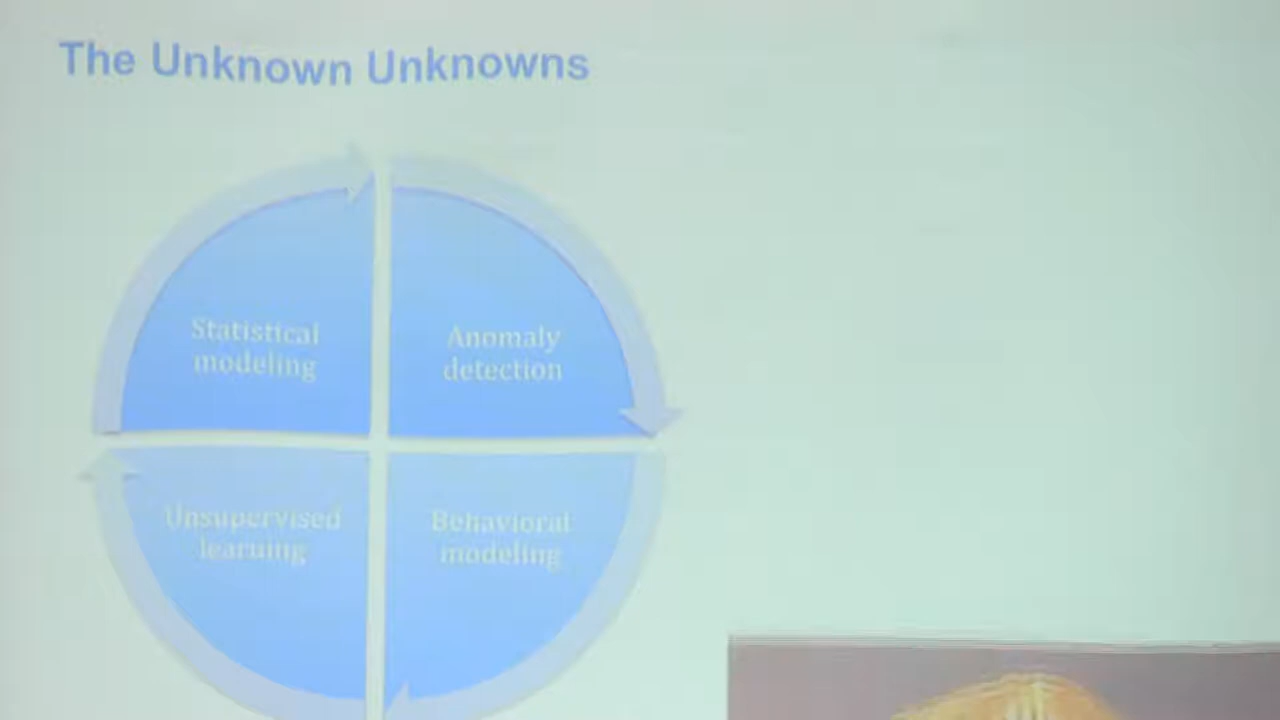 The Unknown Unknowns
Statistical
modeling
Anomaly
detection
Unsupervised
learning
Behavioral
modeling